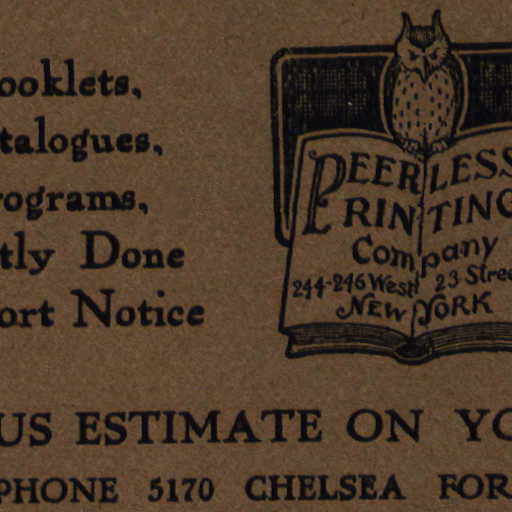 ooklets,
talogues,
rograms,
tly Done
ort Notice
PEERLESS
PRINTING
Company
244-246 West 23 Stree
NEW YORK
US ESTIMATE ON YO
PHONE 5170 CHELSEA FOR